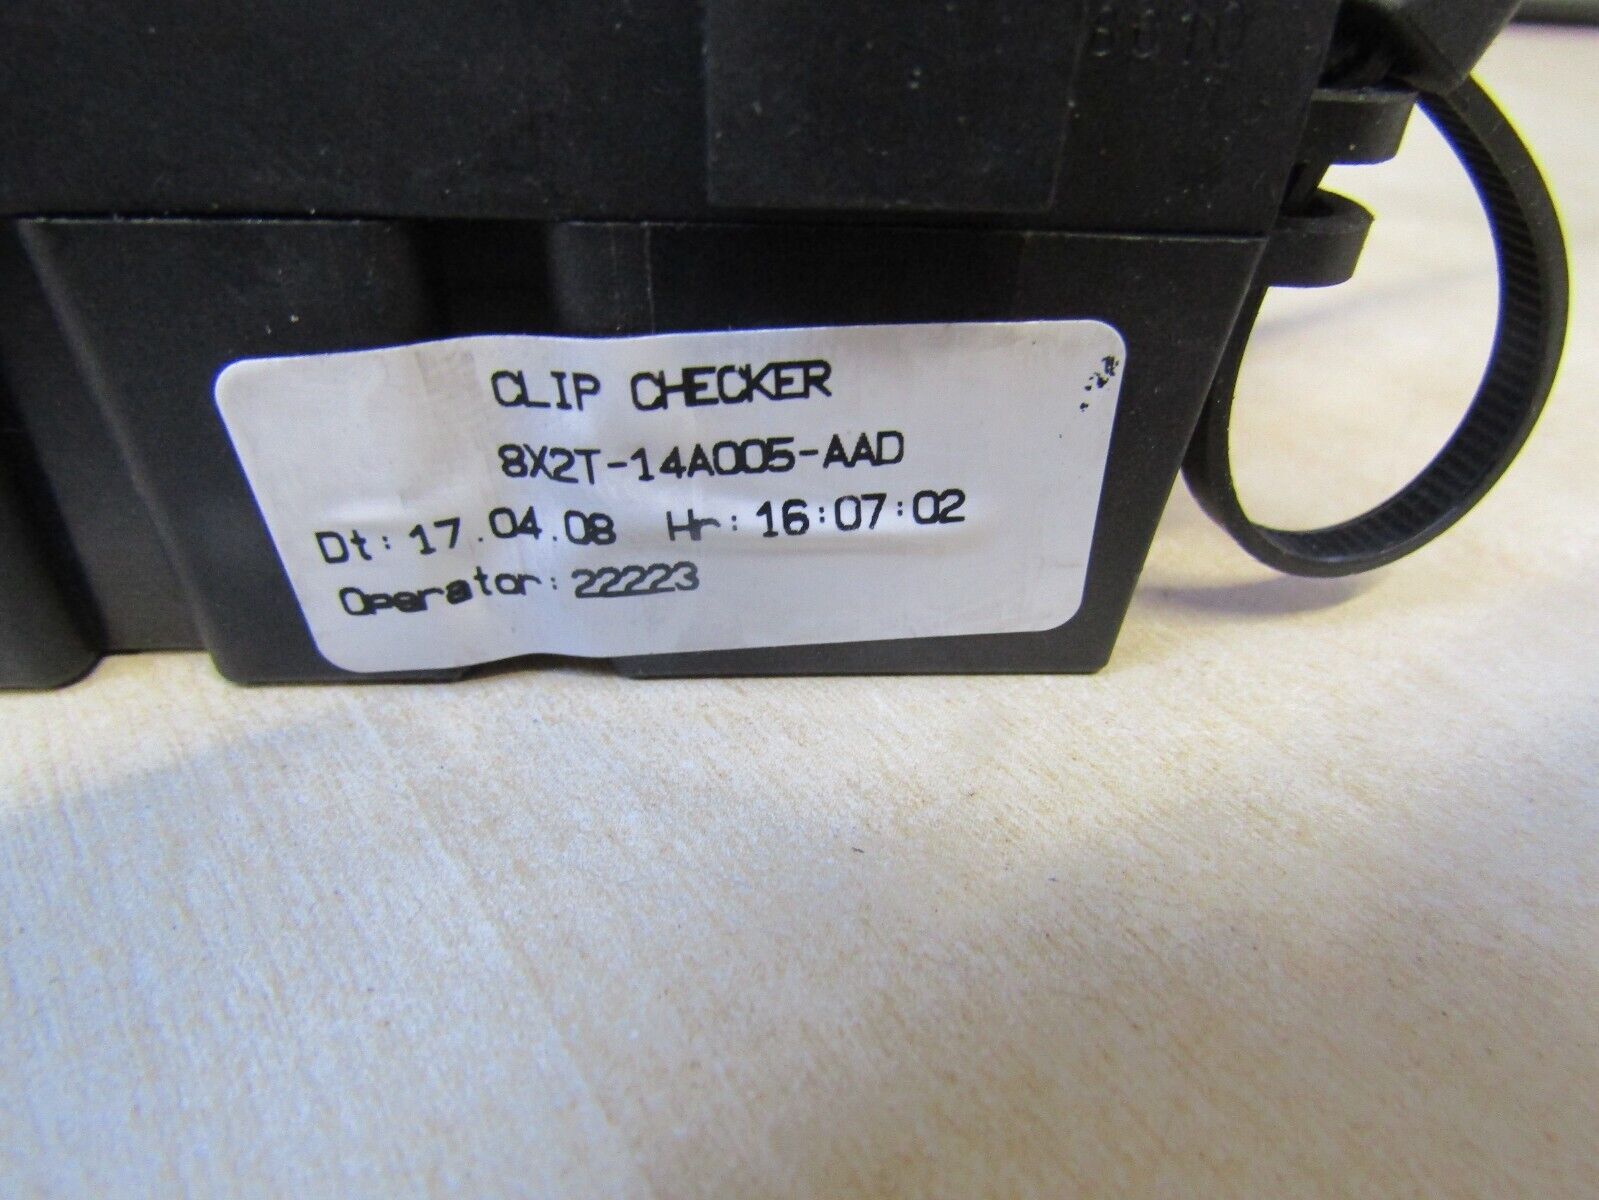 CLIP CHECKER
8X2T-14A005-AAD
Dt: 17.04.08 Hr: 16:07:02
Operator: 22223